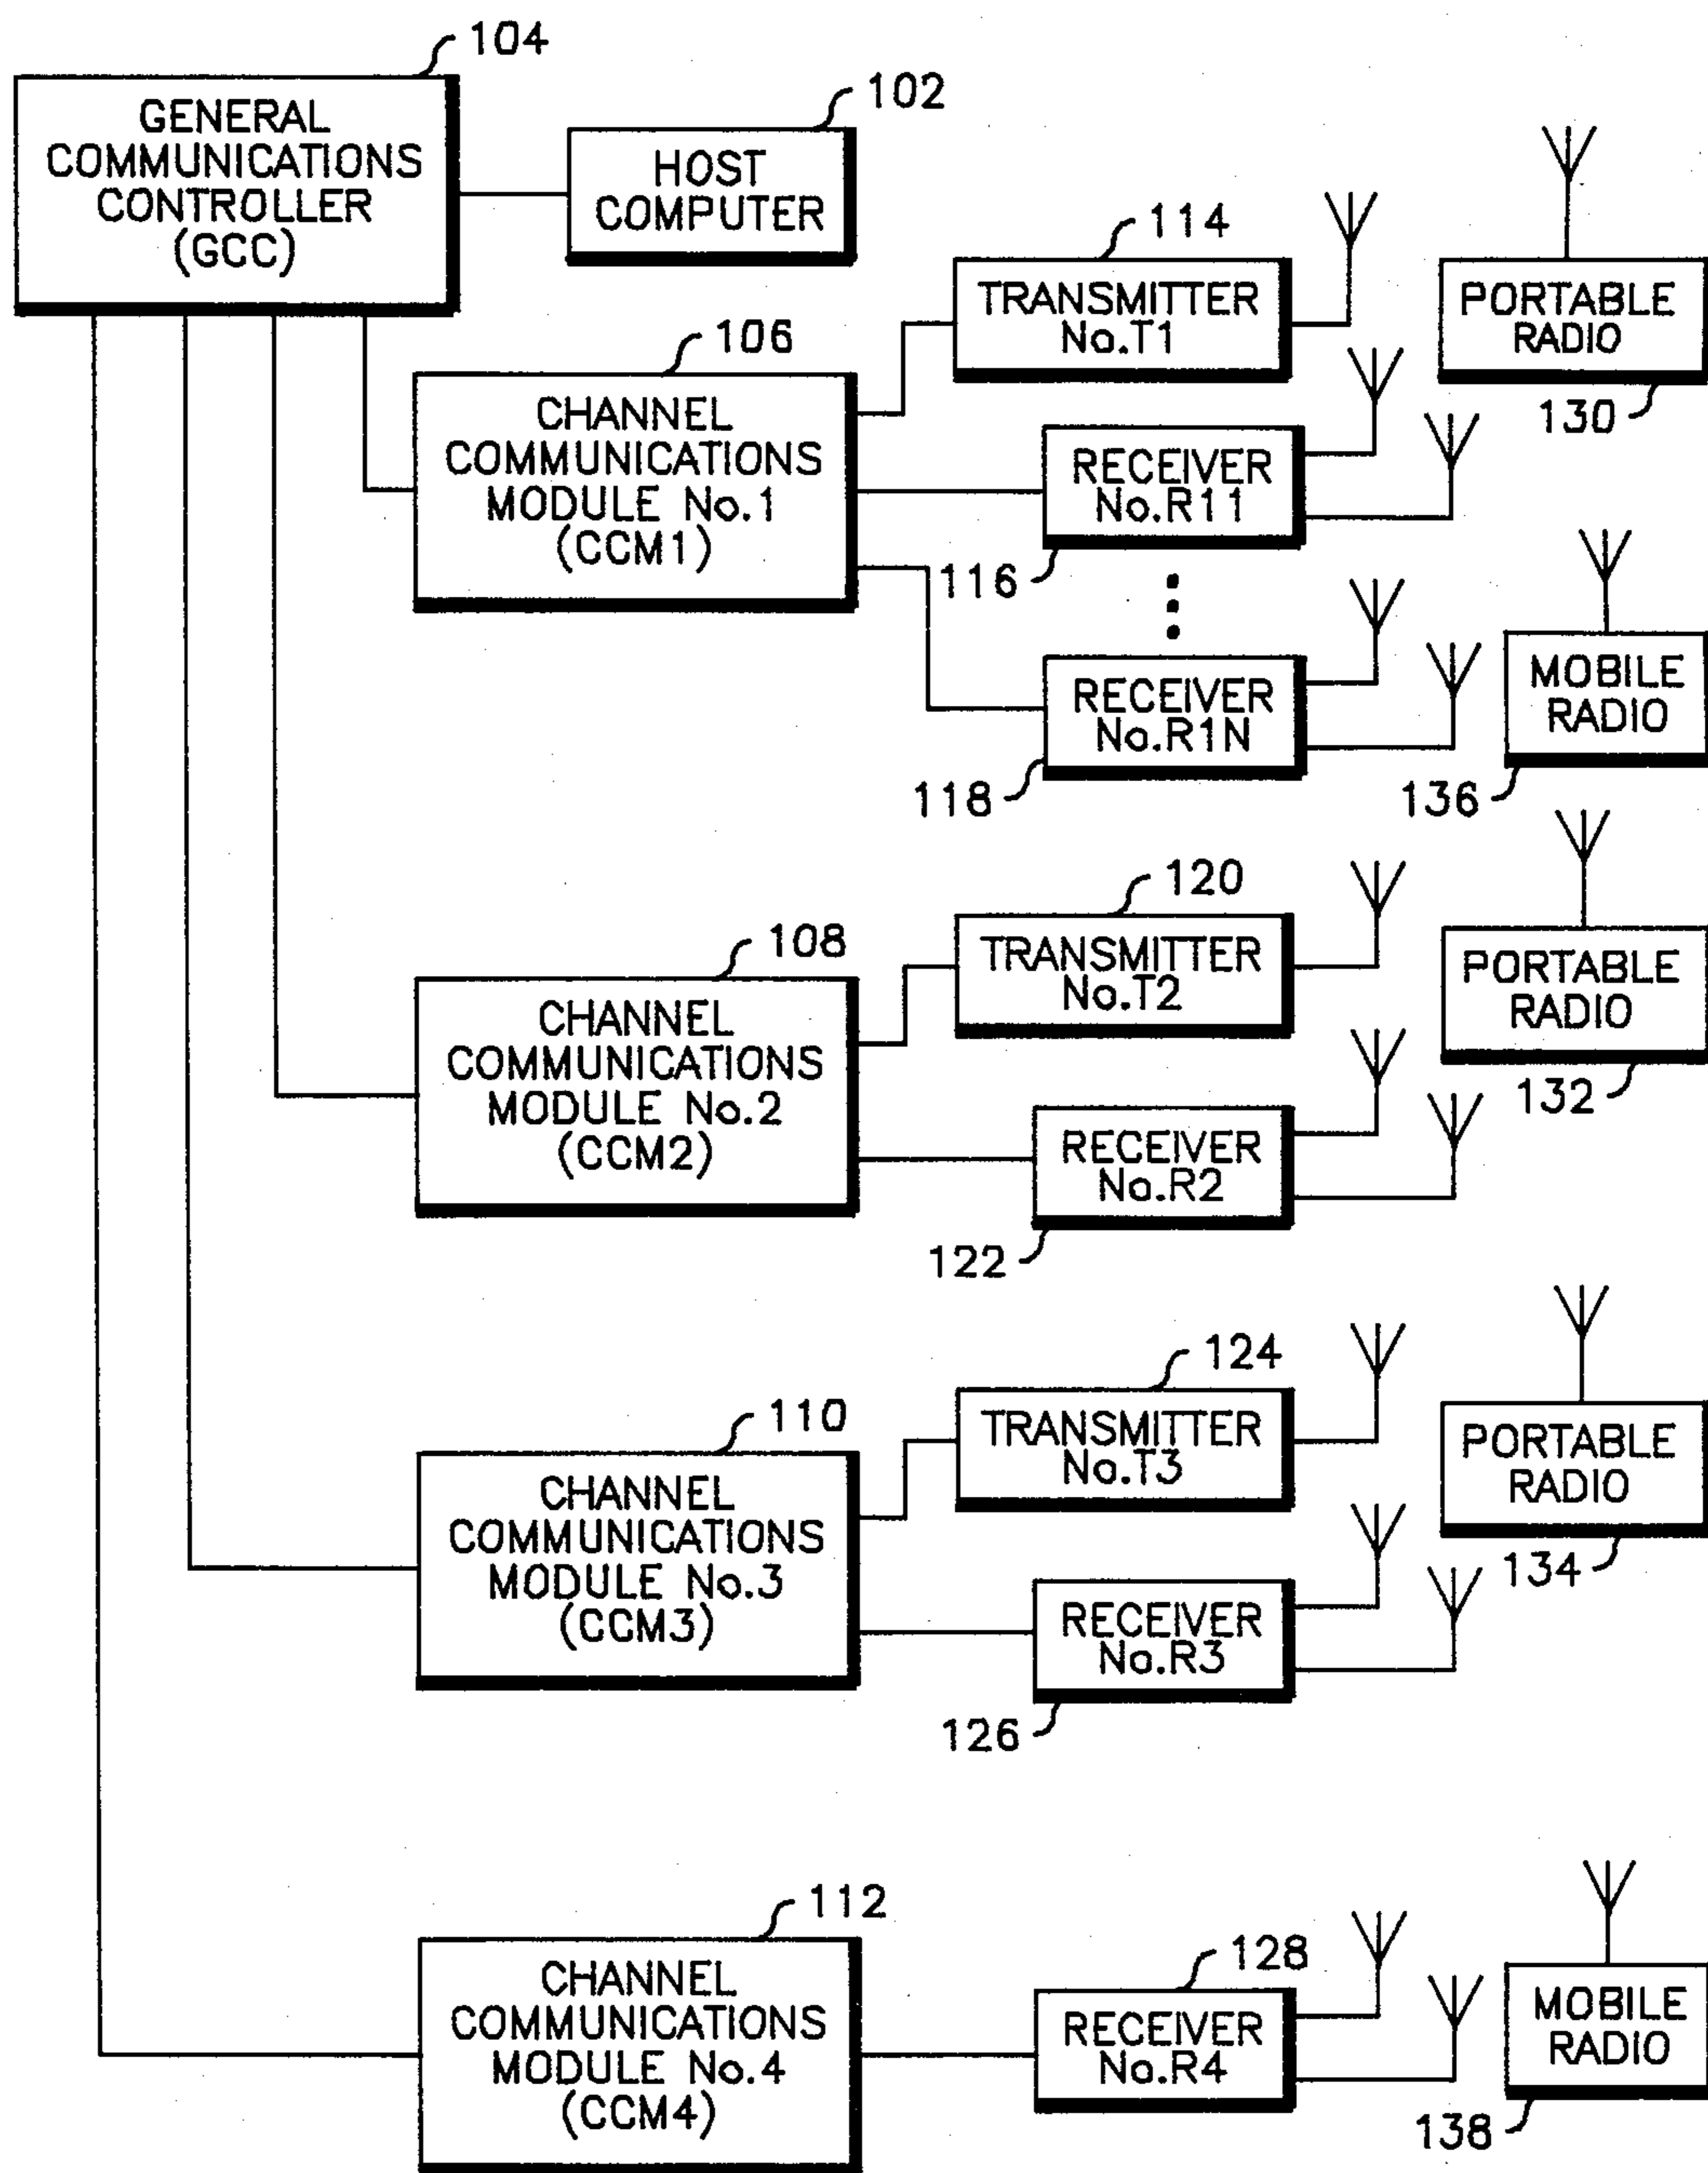 104
GENERAL
COMMUNICATIONS
CONTROLLER
(GCC)
102
HOST
COMPUTER
114
TRANSMITTER
No.T1
PORTABLE
RADIO
130
106
CHANNEL
COMMUNICATIONS
MODULE No.1
(CCM1)
RECEIVER
No.R11
116
RECEIVER
No.R1N
118
MOBILE
RADIO
136
120
TRANSMITTER
No.T2
PORTABLE
RADIO
132
108
CHANNEL
COMMUNICATIONS
MODULE No.2
(CCM2)
RECEIVER
No.R2
122
124
TRANSMITTER
No.T3
PORTABLE
RADIO
134
110
CHANNEL
COMMUNICATIONS
MODULE No.3
(CCM3)
RECEIVER
No.R3
126
112
CHANNEL
COMMUNICATIONS
MODULE No.4
(CCM4)
128
RECEIVER
No.R4
MOBILE
RADIO
138